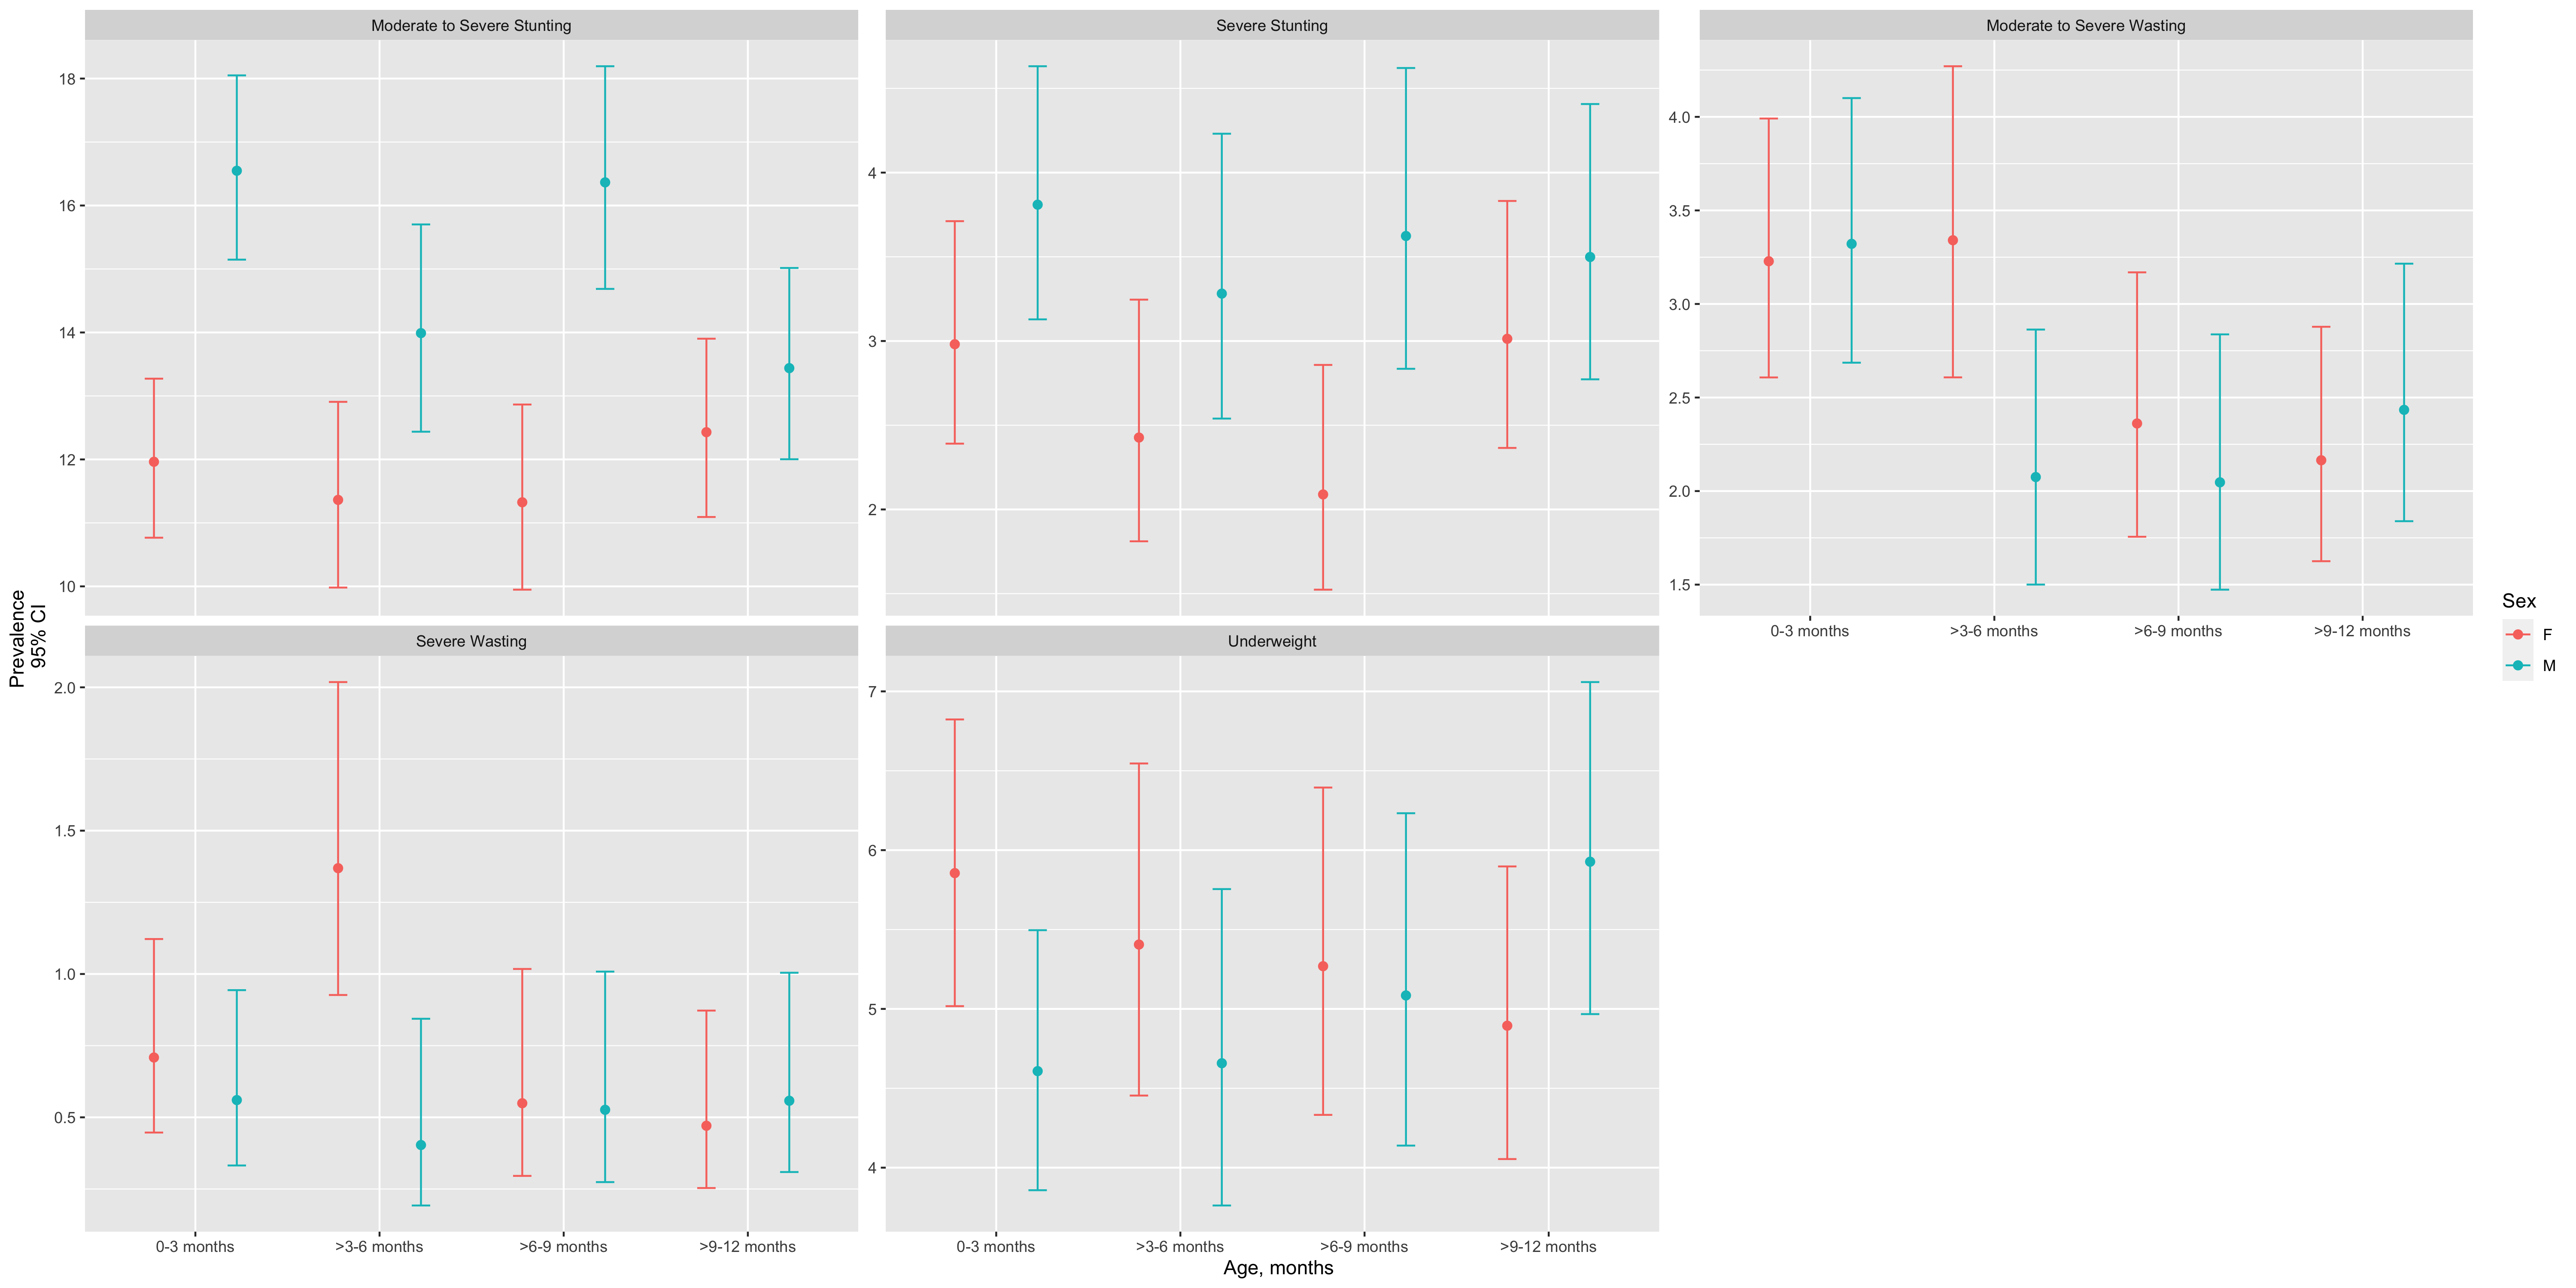 Moderate to Severe Stunting
Severe Stunting
Moderate to Severe Wasting
18
16
14
12
10
4
3
2
4.0
3.5
3.0
2.5
2.0
1.5
0-3 months
>3-6 months
>6-9 months
>9-12 months
Prevalence
95% CI
Severe Wasting
Underweight
2.0
1.5
1.0
0.5
7
6
5
4
0-3 months
>3-6 months
>6-9 months
>9-12 months
0-3 months
>3-6 months
>6-9 months
>9-12 months
Age, months
Sex
F
M